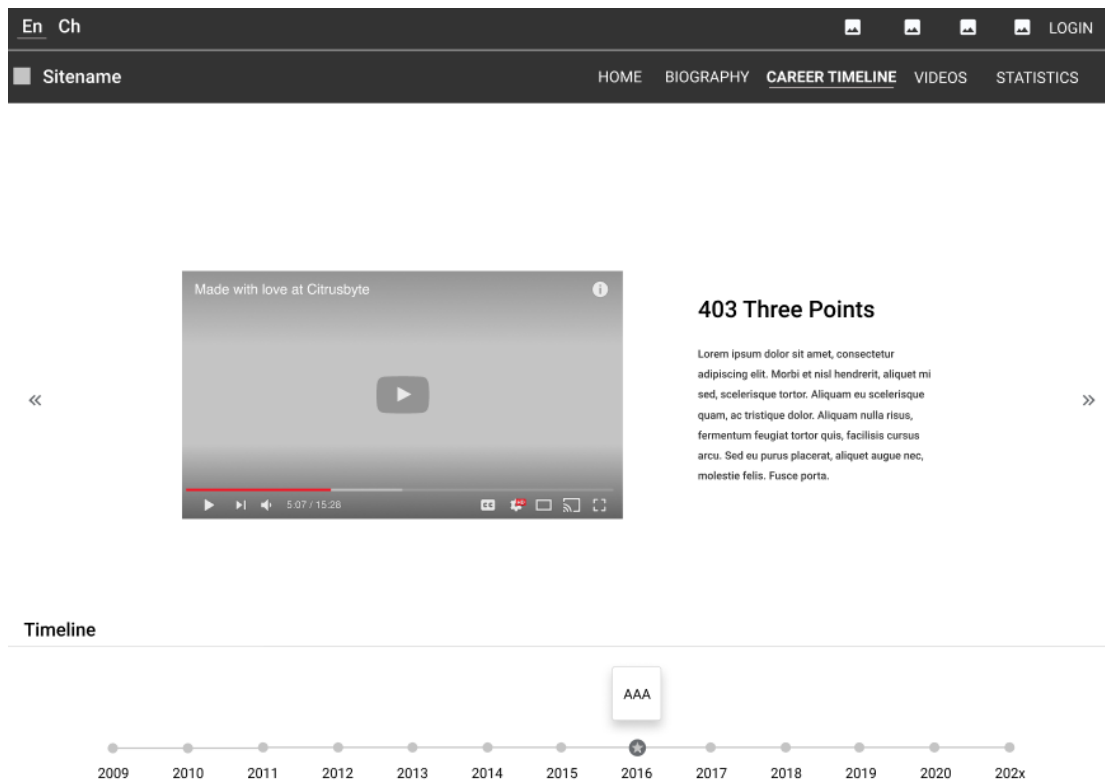 En Ch LOGIN
Sitename HOME BIOGRAPHY CAREER TIMELINE VIDEOS STATISTICS
Made with love at Citrusbyte
403 Three Points
Lorem ipsum dolor sit amet, consectetur
adipiscing elit. Morbi et nisl hendrerit, aliquet mi
sed, scelerisque tortor. Aliquam eu scelerisque
quam, ac tristique dolor. Aliquam nulla risus,
fermentum feugiat tortor quis, facilisis cursus
arcu. Sed eu purus placerat, aliquet augue nec,
molestie felis. Fusce porta.
«
»
5:07 / 15:28 CC HD
Timeline
AAA
2009 2010 2011 2012 2013 2014 2015 2016 2017 2018 2019 2020 202x